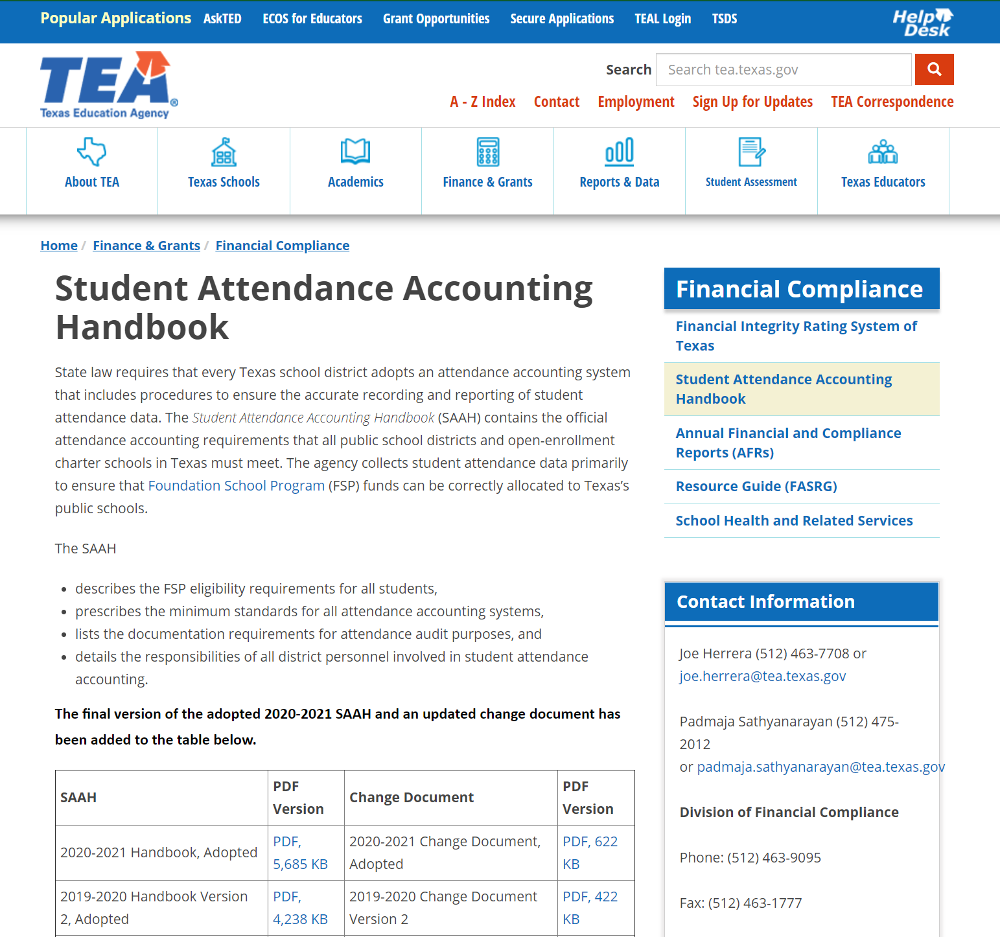 Popular Applications AskTED ECOS for Educators Grant Opportunities Secure Applications TEAL Login TSDS
Help Desk
TEA®
Texas Education Agency
Search Search tea.texas.gov
A - Z Index Contact Employment Sign Up for Updates TEA Correspondence
About TEA Texas Schools Academics Finance & Grants Reports & Data Student Assessment Texas Educators
Home / Finance & Grants / Financial Compliance
Student Attendance Accounting
Handbook
State law requires that every Texas school district adopts an attendance accounting system
that includes procedures to ensure the accurate recording and reporting of student
attendance data. The Student Attendance Accounting Handbook (SAAH) contains the official
attendance accounting requirements that all public school districts and open-enrollment
charter schools in Texas must meet. The agency collects student attendance data primarily
to ensure that Foundation School Program (FSP) funds can be correctly allocated to Texas’s
public schools.
The SAAH
• describes the FSP eligibility requirements for all students,
• prescribes the minimum standards for all attendance accounting systems,
• lists the documentation requirements for attendance audit purposes, and
• details the responsibilities of all district personnel involved in student attendance
accounting.
The final version of the adopted 2020-2021 SAAH and an updated change document has
been added to the table below.
SAAH PDF Version Change Document PDF Version
2020-2021 Handbook, Adopted PDF, 5,685 KB 2020-2021 Change Document, Adopted PDF, 622 KB
2019-2020 Handbook Version 2, Adopted PDF, 4,238 KB 2019-2020 Change Document Version 2 PDF, 422 KB
Financial Compliance
Financial Integrity Rating System of
Texas
Student Attendance Accounting
Handbook
Annual Financial and Compliance
Reports (AFRs)
Resource Guide (FASRG)
School Health and Related Services
Contact Information
Joe Herrera (512) 463-7708 or
joe.herrera@tea.texas.gov
Padmaja Sathyanarayan (512) 475-
2012
or padmaja.sathyanarayan@tea.texas.gov
Division of Financial Compliance
Phone: (512) 463-9095
Fax: (512) 463-1777